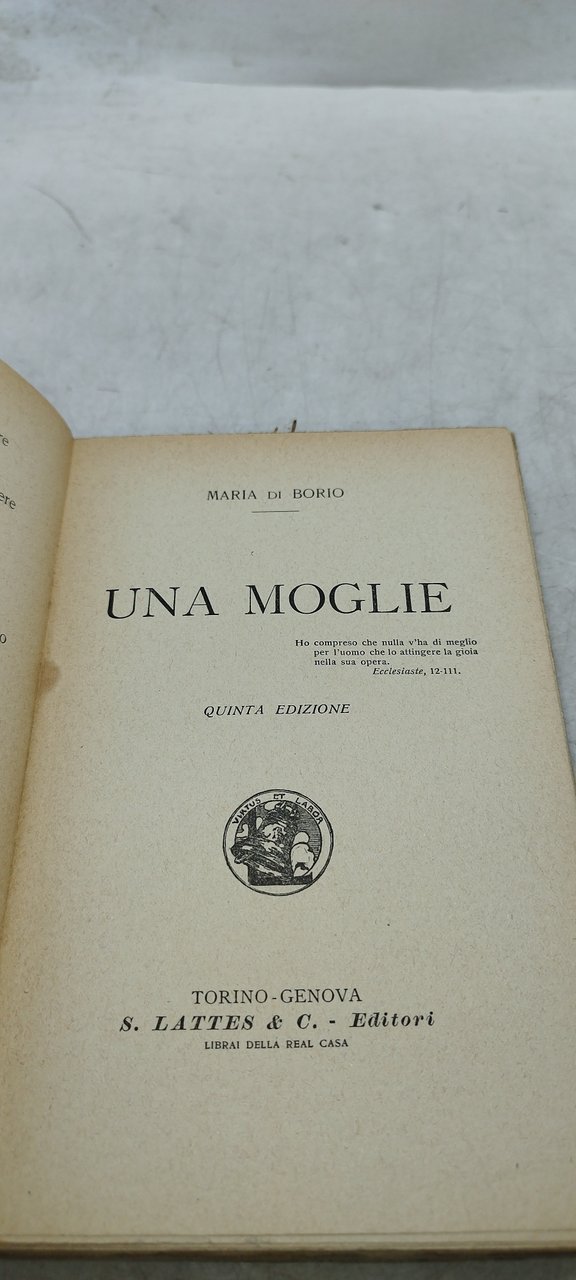 re
ere
o
MARIA DI BORIO
UNA MOGLIE
Ho compreso che nulla v'ha di meglio
per l'uomo che lo attingere la gioia
nella sua opera.
Ecclesiaste, 12-111.
QUINTA EDIZIONE
VIRTUS ET LABOR
TORINO-GENOVA
S. LATTES & C. - Editori
LIBRAI DELLA REAL CASA